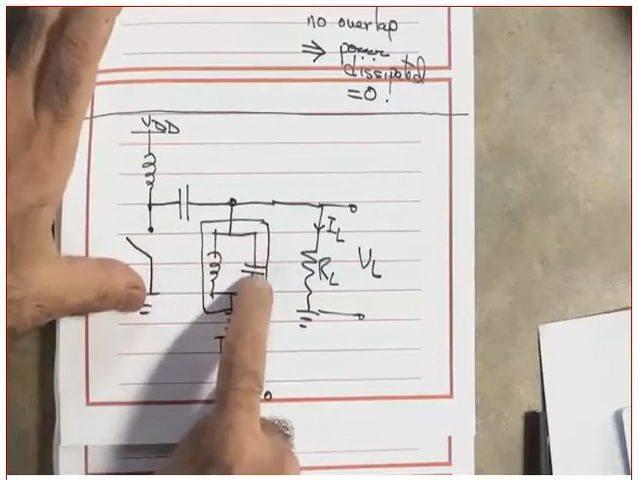 no overlap
⇒ power
dissipated
=0!
VDD
IL
RL
VL